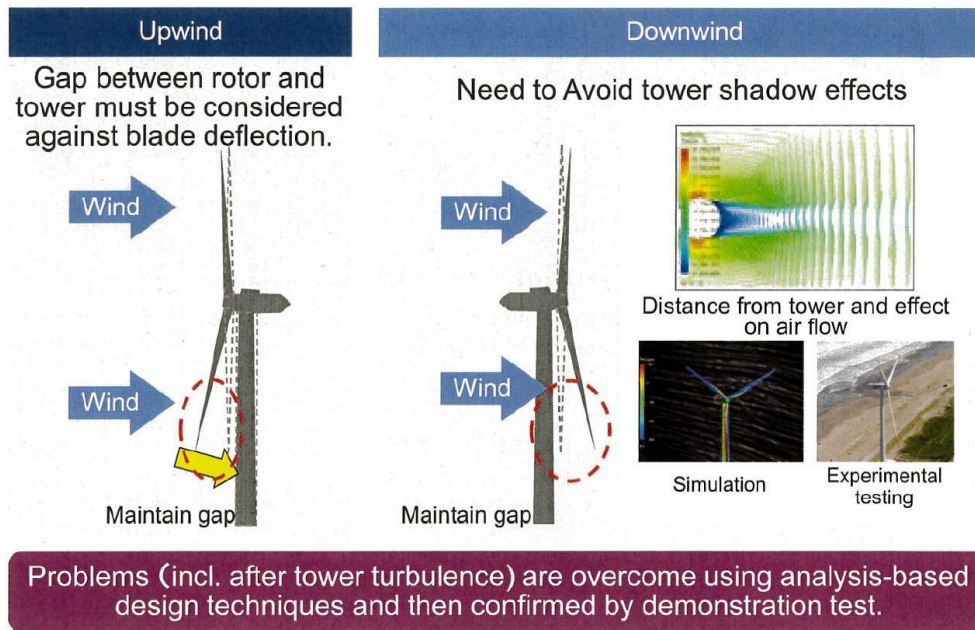 Upwind
Gap between rotor and
tower must be considered
against blade deflection.
Wind
Wind
Maintain gap
Downwind
Need to Avoid tower shadow effects
Wind
Wind
Maintain gap
Distance from tower and effect
on air flow
Simulation
Experimental
testing
Problems (incl. after tower turbulence) are overcome using analysis-based
design techniques and then confirmed by demonstration test.